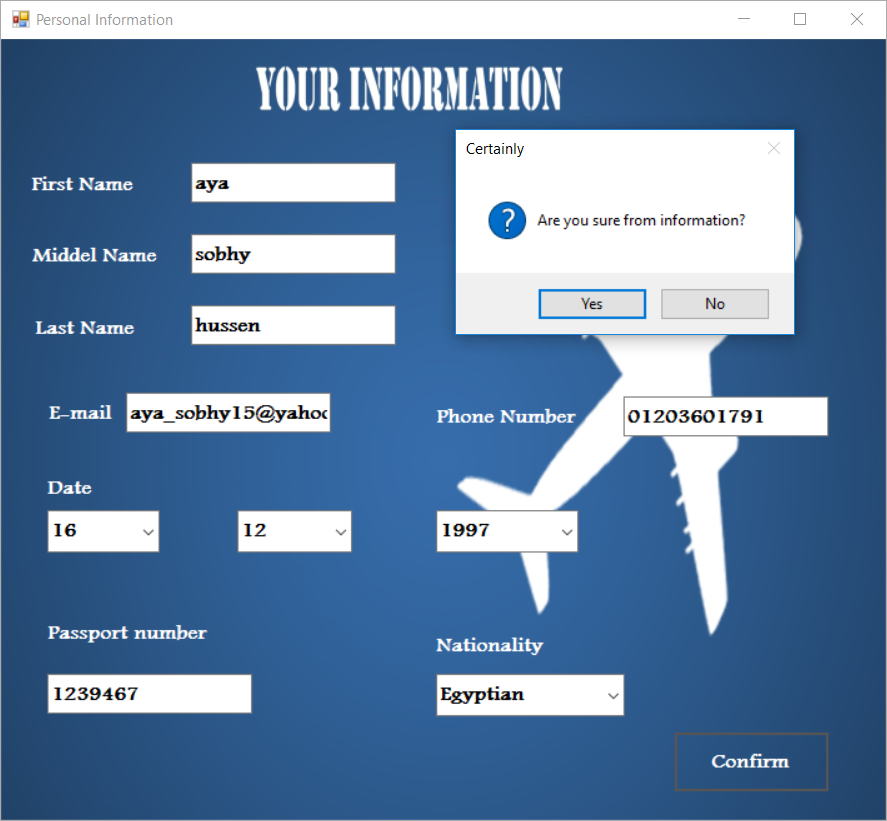 Personal Information
YOUR INFORMATION
Certainly
Are you sure from information?
Yes No
First Name aya
Middel Name sobhy
Last Name hussen
E-mail aya_sobhy15@yahoo
Phone Number 01203601791
Date
16 12 1997
Passport number
Nationality
1239467
Egyptian
Confirm